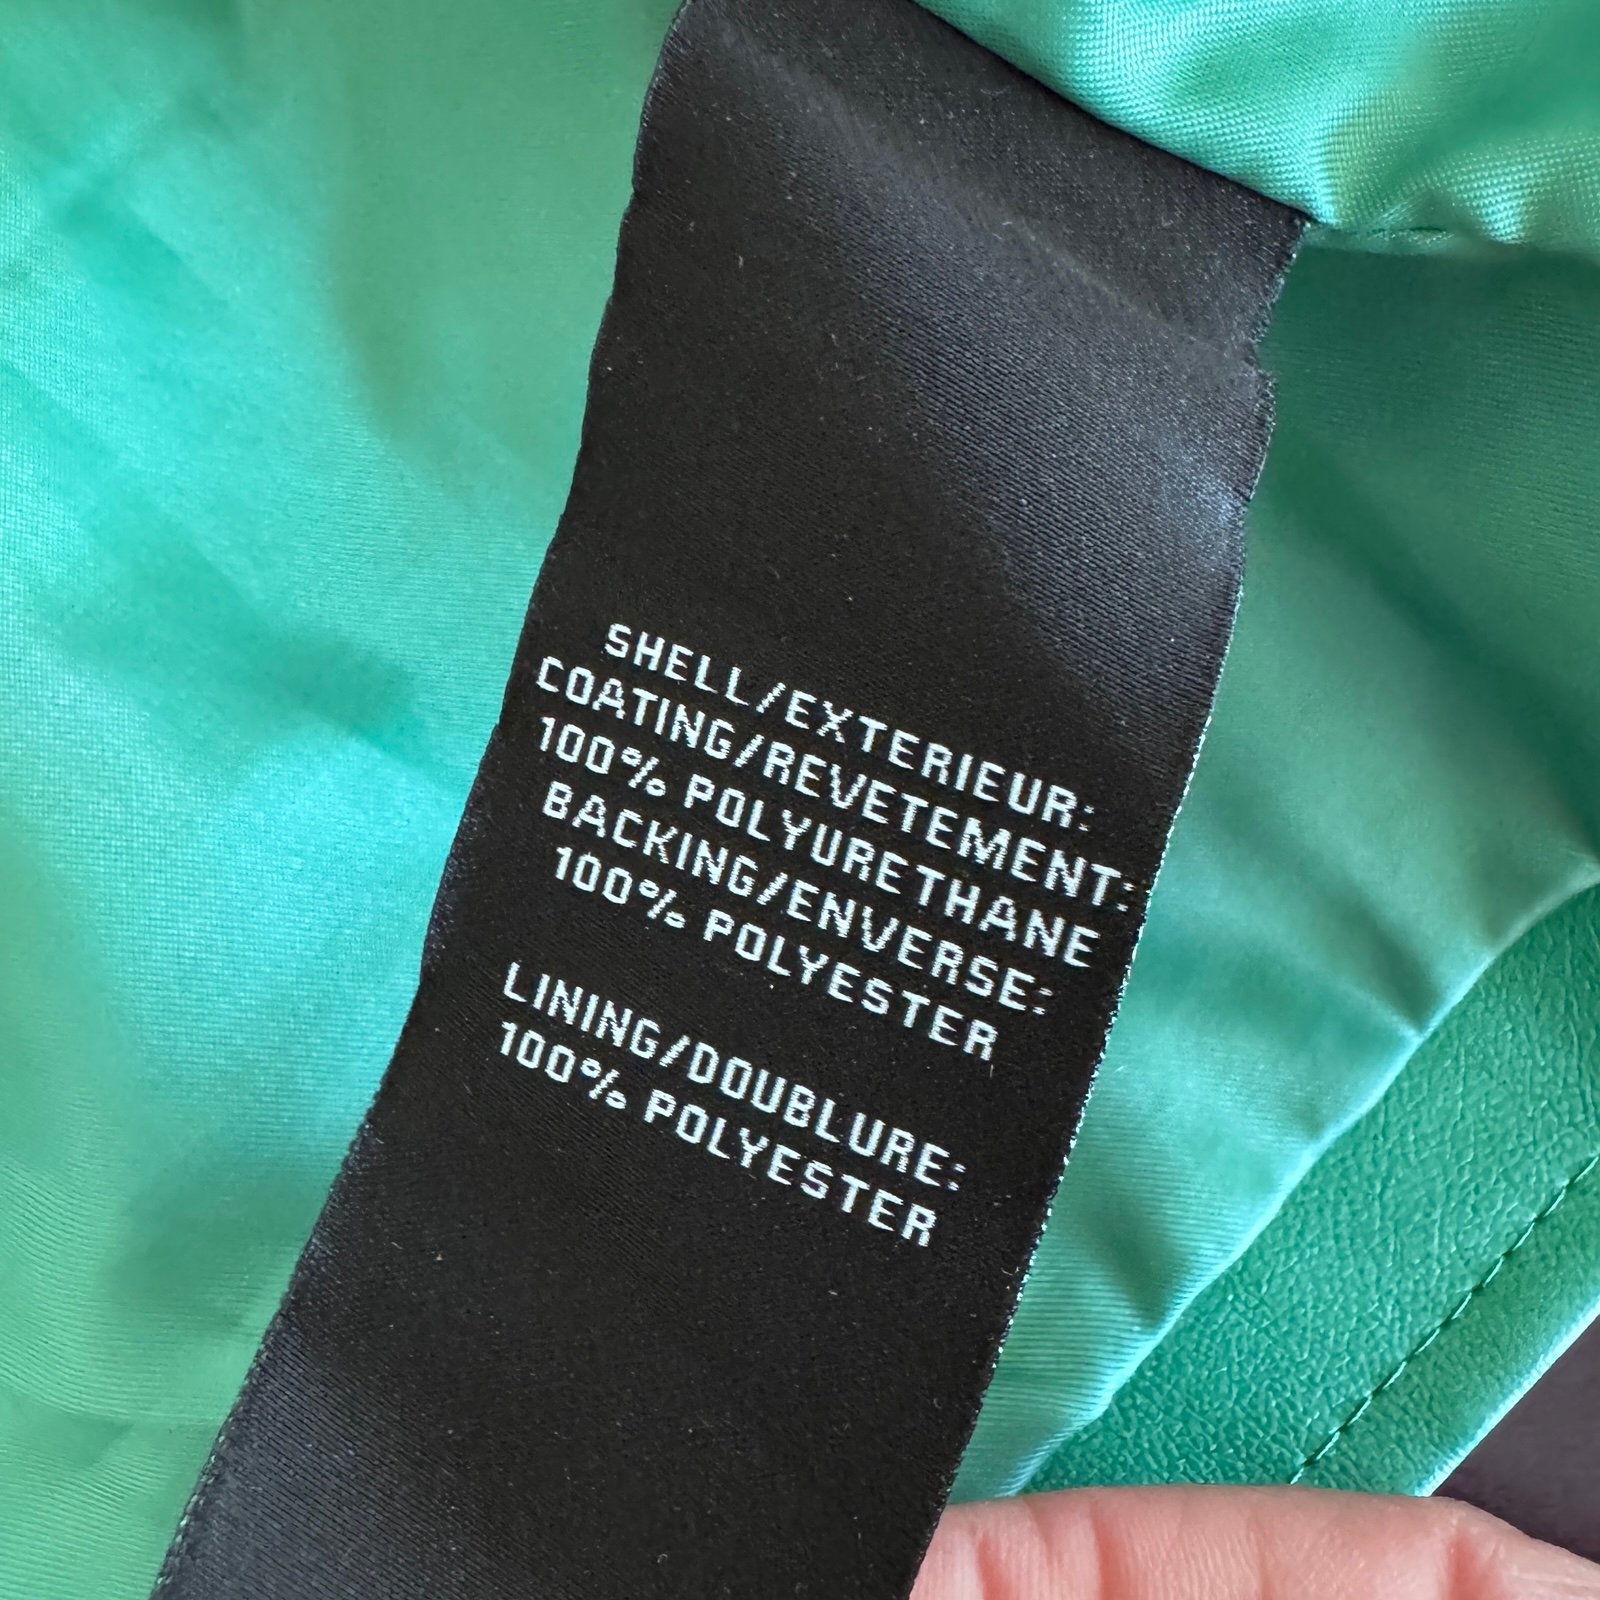 SHELL/EXTERIEUR:
COATING/REVETEMENT:
100% POLYURETHANE
BACKING/ENVERSE:
100% POLYESTER
LINING/DOUBLURE:
100% POLYESTER